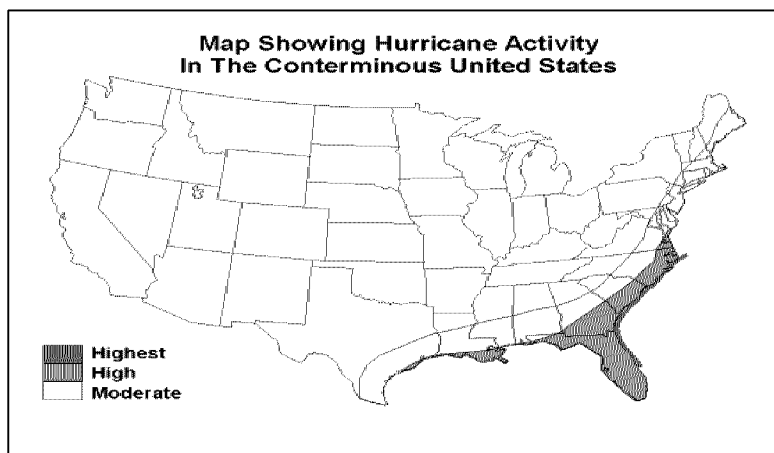 Map Showing Hurricane Activity
In The Conterminous United States
Highest
High
Moderate